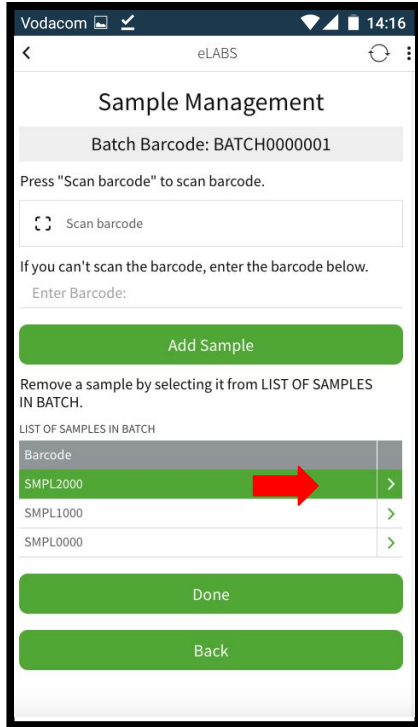 Vodacom 14:16
eLABS
Sample Management
Batch Barcode: BATCH0000001
Press "Scan barcode" to scan barcode.
Scan barcode
If you can't scan the barcode, enter the barcode below.
Enter Barcode:
Add Sample
Remove a sample by selecting it from LIST OF SAMPLES
IN BATCH.
LIST OF SAMPLES IN BATCH
Barcode
SMPL2000
SMPL1000
SMPL0000
Done
Back